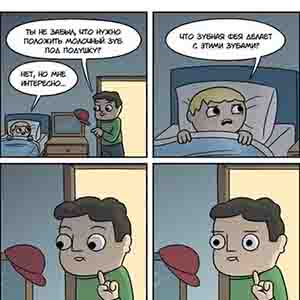 ТЫ НЕ ЗАБЫЛ, ЧТО НУЖНО
ПОЛОЖИТЬ МОЛОЧНЫЙ ЗУБ
ПОД ПОДУШКУ?
НЕТ, НО МНЕ
ИНТЕРЕСНО...
ЧТО ЗУБНАЯ ФЕЯ ДЕЛАЕТ
С ЭТИМИ ЗУБАМИ?